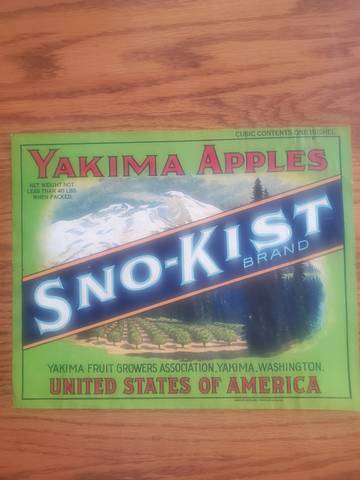 CUBIC CONTENTS ONE BUSHEL
YAKIMA APPLES
NET WEIGHT NOT
LESS THAN 40 LBS.
WHEN PACKED.
SNO-KIST
BRAND
YAKIMA FRUIT GROWERS ASSOCIATION, YAKIMA, WASHINGTON.
UNITED STATES OF AMERICA